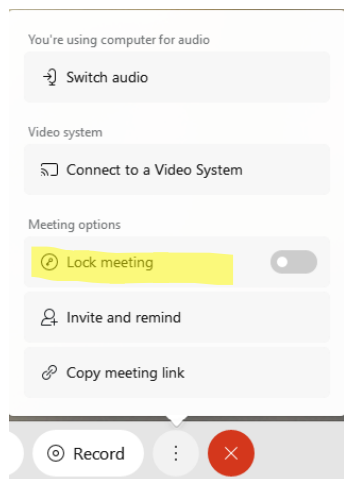 You're using computer for audio
Switch audio
Video system
Connect to a Video System
Meeting options
Lock meeting
Invite and remind
Copy meeting link
Record